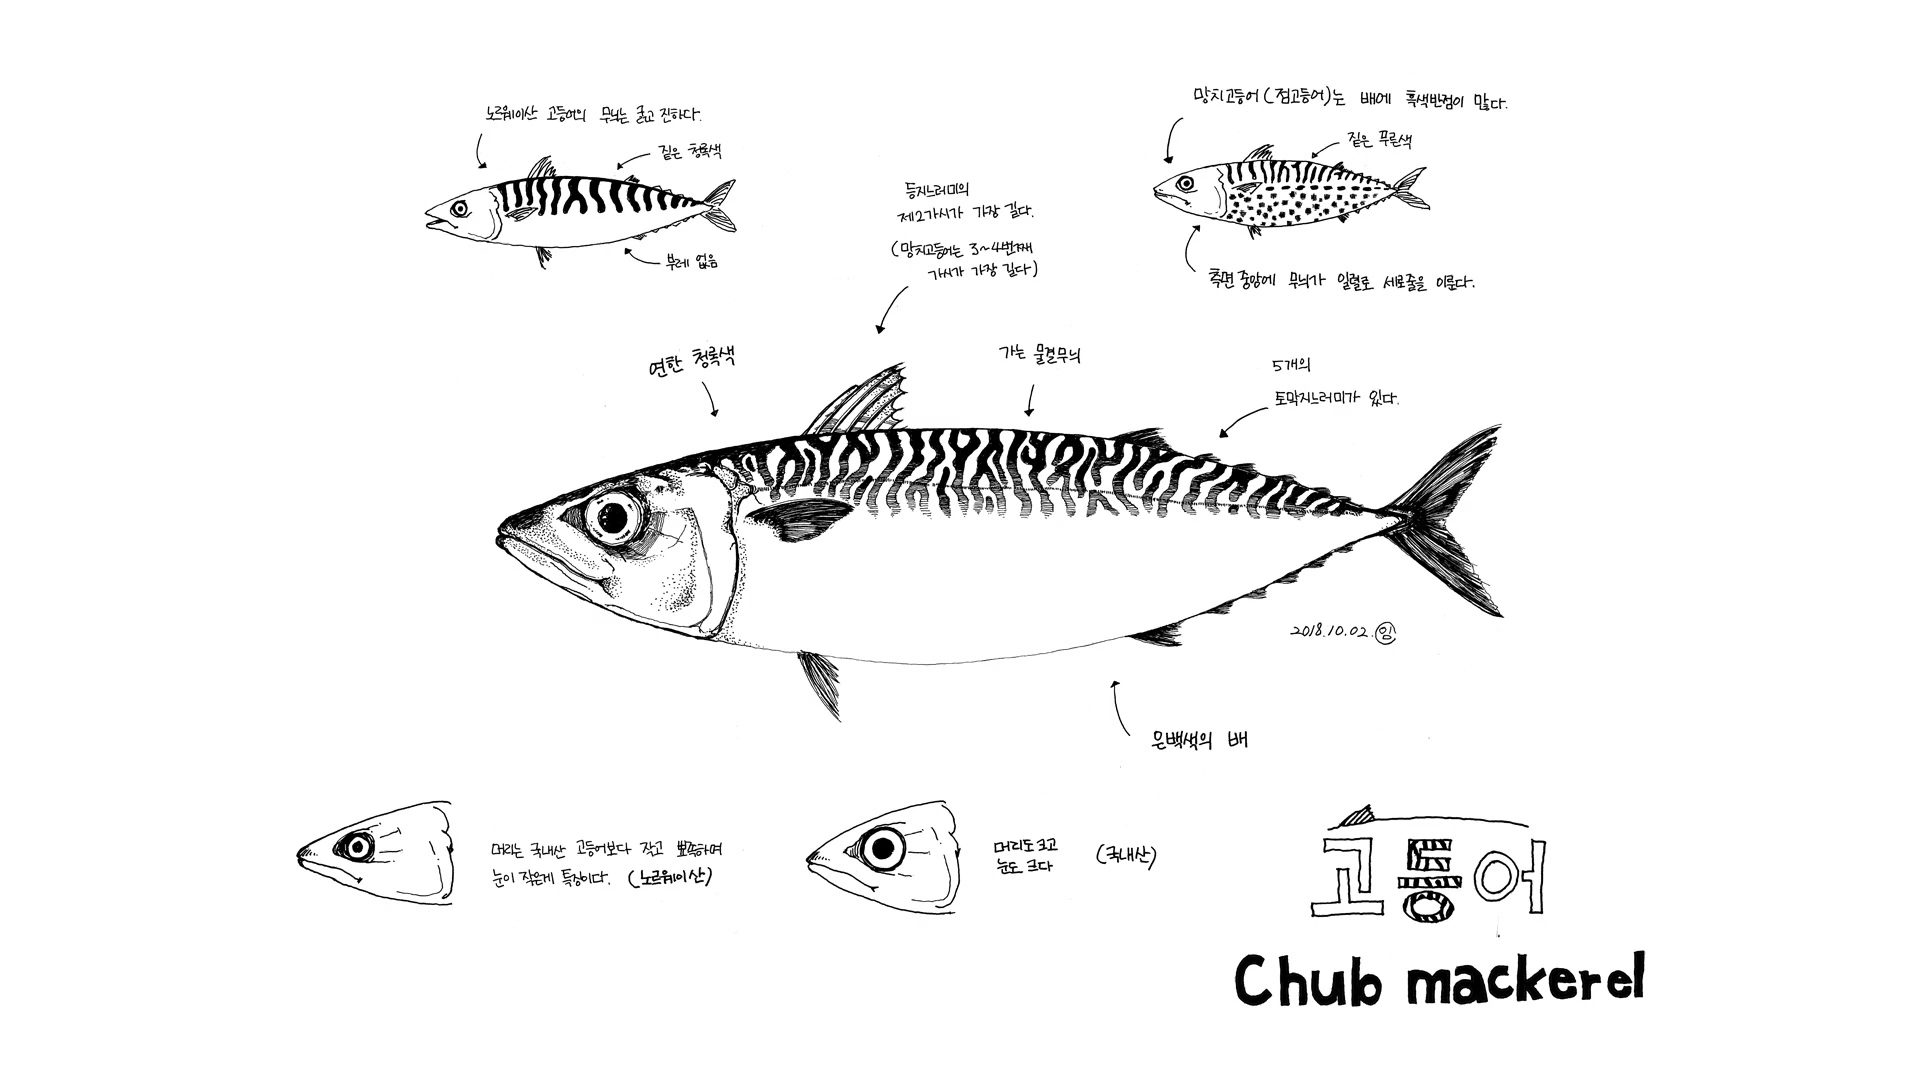 노르웨이산 고등어의 무늬는 굵고 진하다.
짙은 청록색
부레 없음
망치고등어(점고등어)는 배에 흑색반점이 많다.
짙은 푸른색
측면 중앙에 무늬가 일렬로 세로줄을 이룬다.
등지느러미의
제2가시가 가장 길다.
(망치고등어는 3~4번째
가시가 가장 길다)
연한 청록색
가는 물결무늬
5개의
토막지느러미가 있다.
2018.10.02. 임
은백색의 배
머리는 국내산 고등어보다 작고 뾰족하며
눈이 작은게 특징이다. (노르웨이산)
머리도 크고
눈도 크다
(국내산)
고등어
Chub mackerel